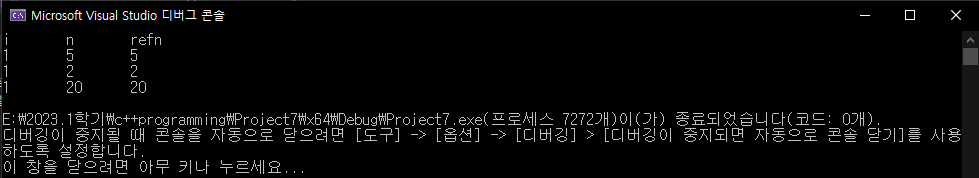 Microsoft Visual Studio 디버그 콘솔
i n refn
1 5 5
1 2 2
1 20 20
E:₩2023.1학기₩c++programming₩Project7₩x64₩Debug₩Project7.exe(프로세스 7272개)이(가) 종료되었습니다(코드: 0개).
디버깅이 중지될 때 콘솔을 자동으로 닫으려면 [도구] -> [옵션] -> [디버깅] > [디버깅이 중지되면 자동으로 콘솔 닫기]를 사용
하도록 설정합니다.
이 창을 닫으려면 아무 키나 누르세요...